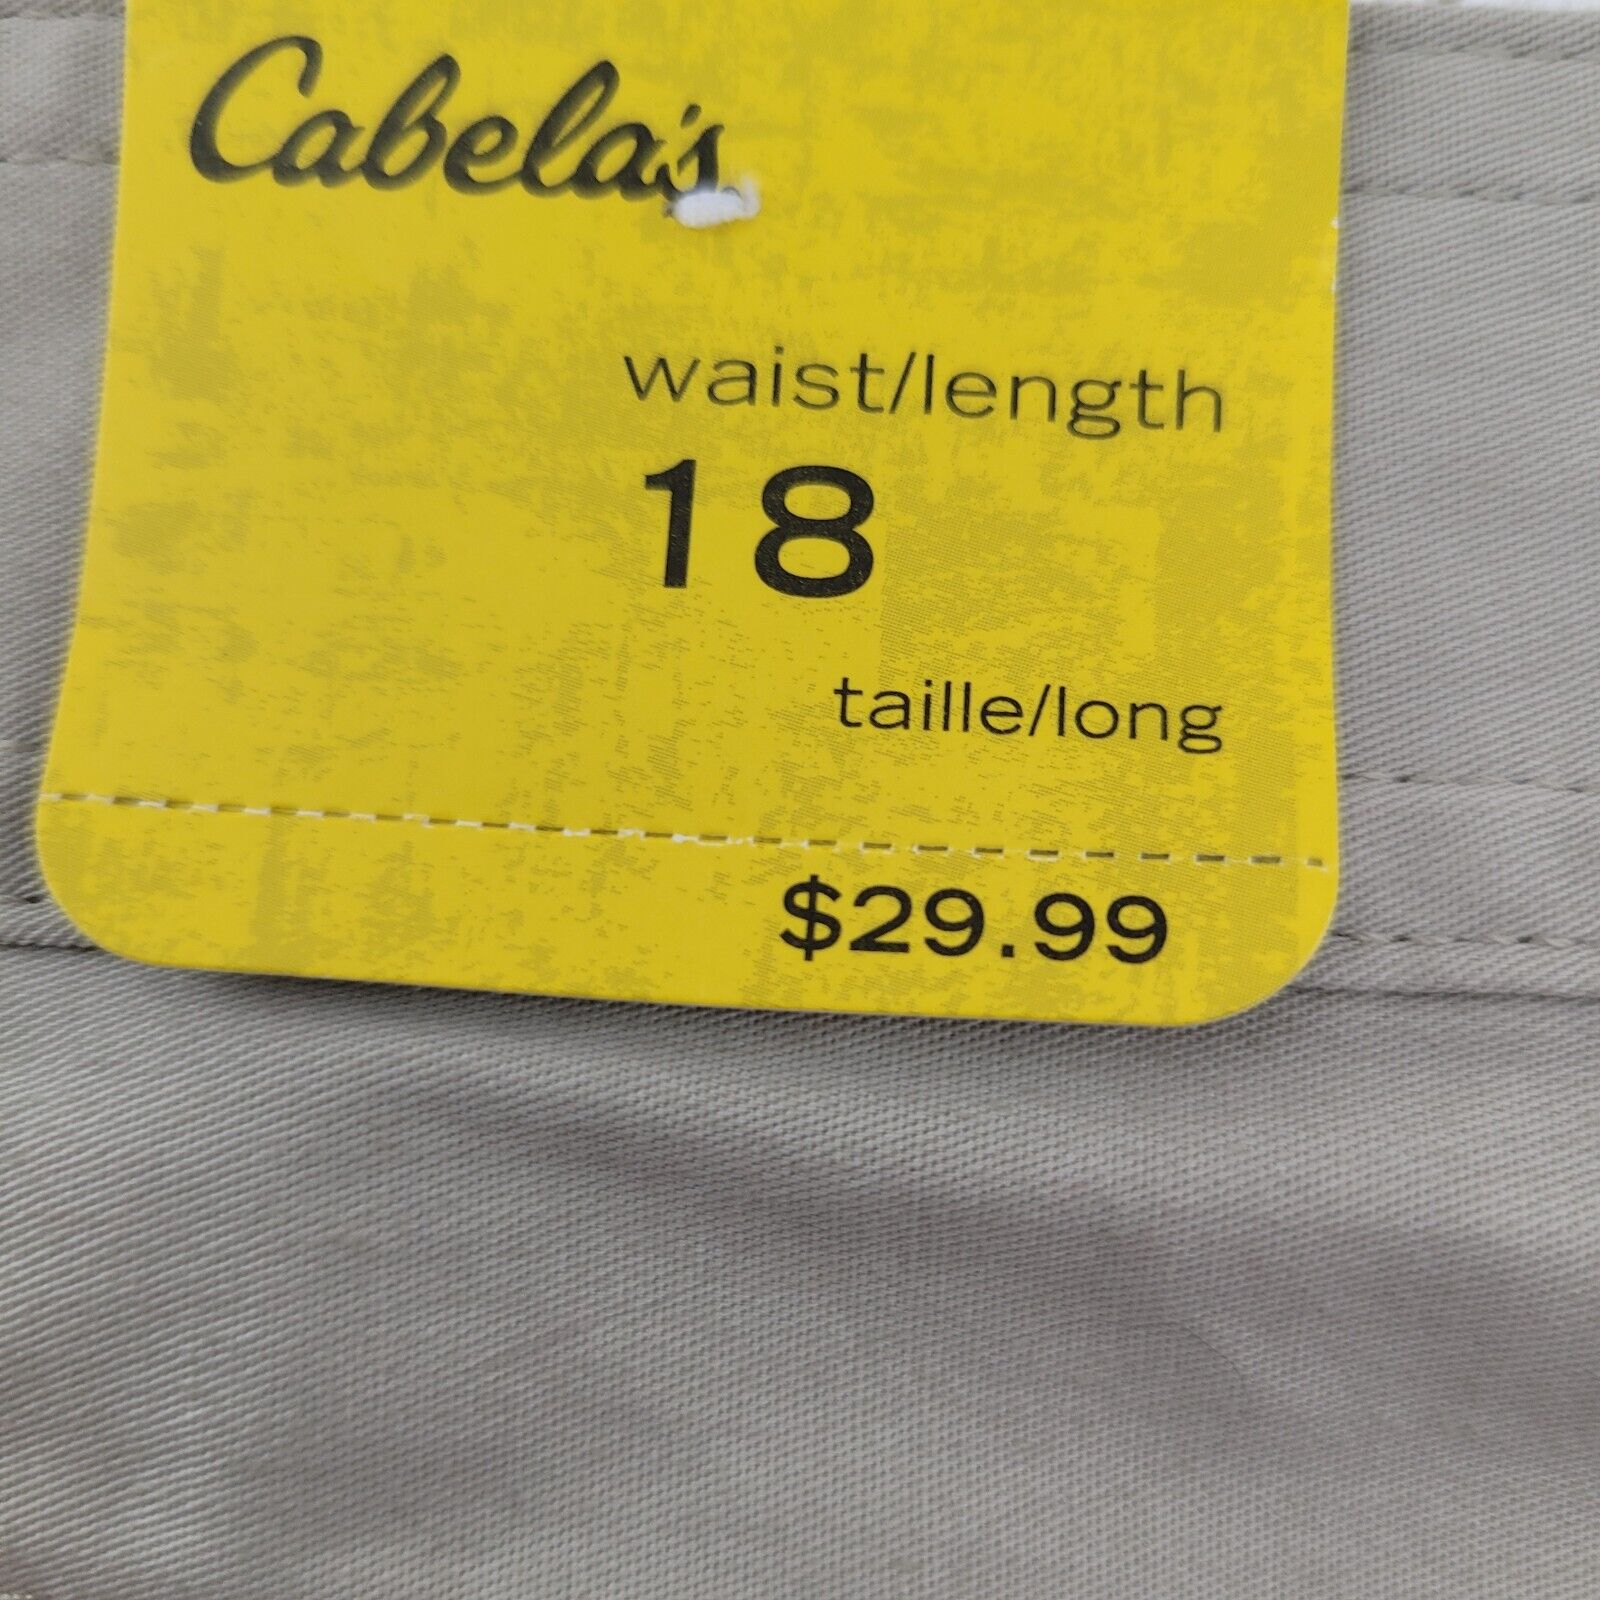 Cabela's
waist/length
18
taille/long
$29.99